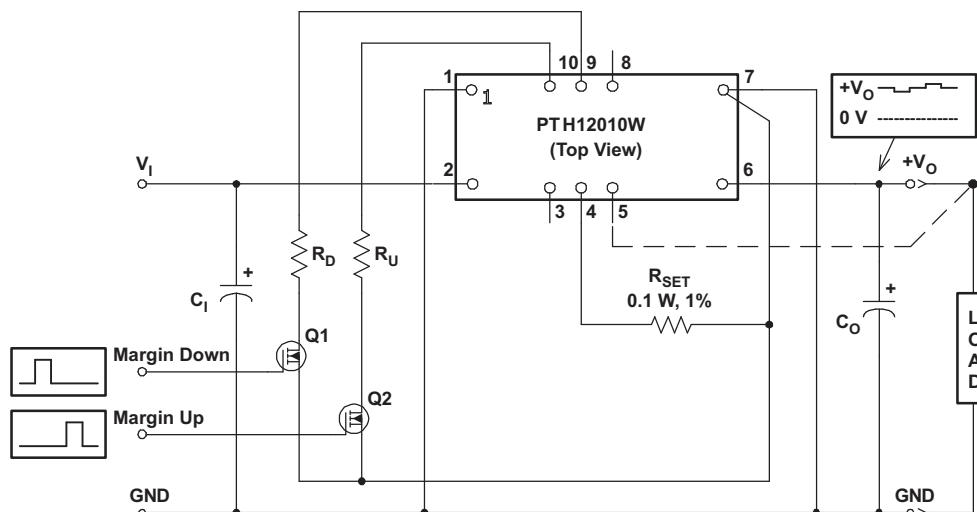 10 9 8
1
7
1
PTH12010W
(Top View)
+VO
0 V
VI
2
6
+VO
3 4 5
RD
RU
RSET
0.1 W, 1%
+
CI
+
CO
L
O
A
D
Q1
Margin Down
Q2
Margin Up
GND
GND